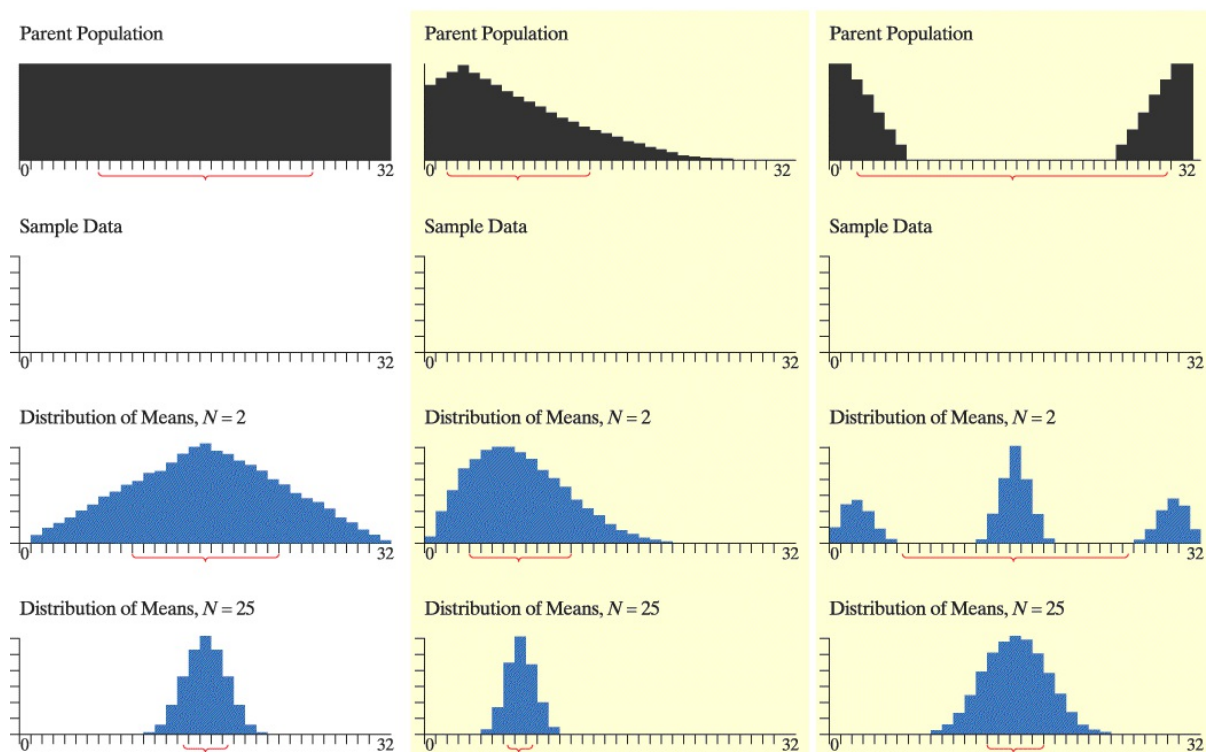 Parent Population
Parent Population
Parent Population
0 32
0 32
0 32
Sample Data
Sample Data
Sample Data
0 32
0 32
0 32
Distribution of Means, N = 2
Distribution of Means, N = 2
Distribution of Means, N = 2
0 32
0 32
0 32
Distribution of Means, N = 25
Distribution of Means, N = 25
Distribution of Means, N = 25
0 32
0 32
0 32